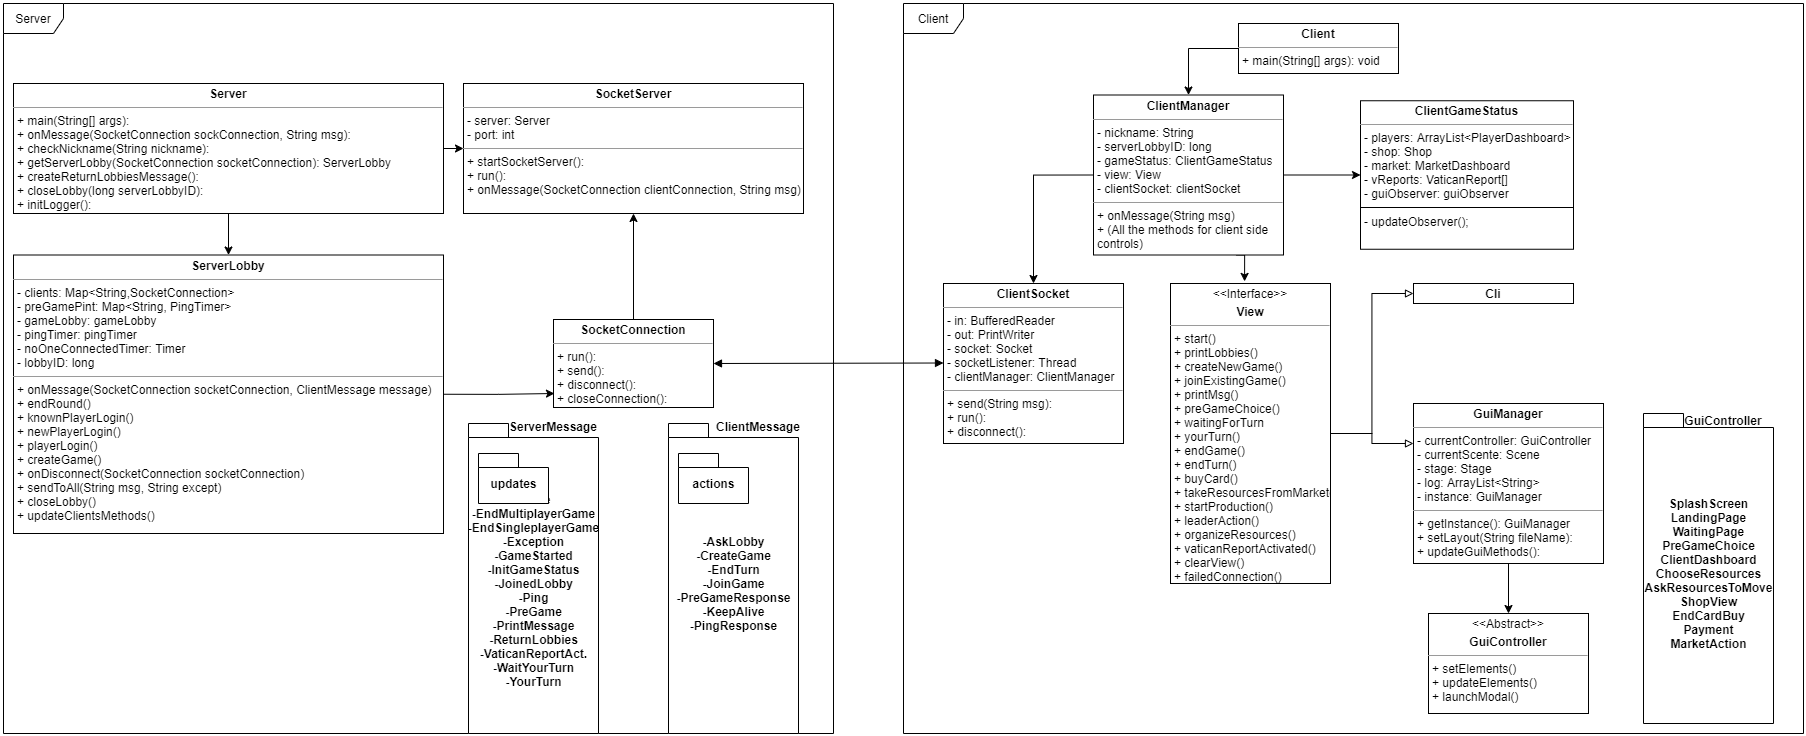 Server
Server
+ main(String[] args):
+ onMessage(SocketConnection sockConnection, String msg):
+ checkNickname(String nickname):
+ getServerLobby(SocketConnection socketConnection): ServerLobby
+ createReturnLobbiesMessage():
+ closeLobby(long serverLobbyID):
+ initLogger():
SocketServer
- server: Server
- port: int
+ startSocketServer():
+ run():
+ onMessage(SocketConnection clientConnection, String msg)
ServerLobby
- clients: Map<String,SocketConnection>
- preGamePint: Map<String, PingTimer>
- gameLobby: gameLobby
- pingTimer: pingTimer
- noOneConnectedTimer: Timer
- lobbyID: long
+ onMessage(SocketConnection socketConnection, ClientMessage message)
+ endRound()
+ knownPlayerLogin()
+ newPlayerLogin()
+ playerLogin()
+ createGame()
+ onDisconnect(SocketConnection socketConnection)
+ sendToAll(String msg, String except)
+ closeLobby()
+ updateClientsMethods()
SocketConnection
+ run():
+ send():
+ disconnect():
+ closeConnection():
ServerMessage
updates
-EndMultiplayerGame
-EndSingleplayerGame
-Exception
-GameStarted
-InitGameStatus
-JoinedLobby
-Ping
-PreGame
-PrintMessage
-ReturnLobbies
-VaticanReportAct.
-WaitYourTurn
-YourTurn
ClientMessage
actions
-AskLobby
-CreateGame
-EndTurn
-JoinGame
-PreGameResponse
-KeepAlive
-PingResponse
Client
Client
+ main(String[] args): void
ClientManager
- nickname: String
- serverLobbyID: long
- gameStatus: ClientGameStatus
- view: View
- clientSocket: clientSocket
+ onMessage(String msg)
+ (All the methods for client side
controls)
ClientGameStatus
- players: ArrayList<PlayerDashboard>
- shop: Shop
- market: MarketDashboard
- vReports: VaticanReport[]
- guiObserver: guiObserver
- updateObserver();
ClientSocket
- in: BufferedReader
- out: PrintWriter
- socket: Socket
- socketListener: Thread
- clientManager: ClientManager
+ send(String msg):
+ run():
+ disconnect():
<<Interface>>
View
+ start()
+ printLobbies()
+ createNewGame()
+ joinExistingGame()
+ printMsg()
+ preGameChoice()
+ waitingForTurn
+ yourTurn()
+ endGame()
+ endTurn()
+ buyCard()
+ takeResourcesFromMarket
+ startProduction()
+ leaderAction()
+ organizeResources()
+ vaticanReportActivated()
+ clearView()
+ failedConnection()
Cli
GuiManager
- currentController: GuiController
- currentScente: Scene
- stage: Stage
- log: ArrayList<String>
- instance: GuiManager
+ getInstance(): GuiManager
+ setLayout(String fileName):
+ updateGuiMethods():
<<Abstract>>
GuiController
+ setElements()
+ updateElements()
+ launchModal()
GuiController
SplashScreen
LandingPage
WaitingPage
PreGameChoice
ClientDashboard
ChooseResources
AskResourcesToMove
ShopView
EndCardBuy
Payment
MarketAction